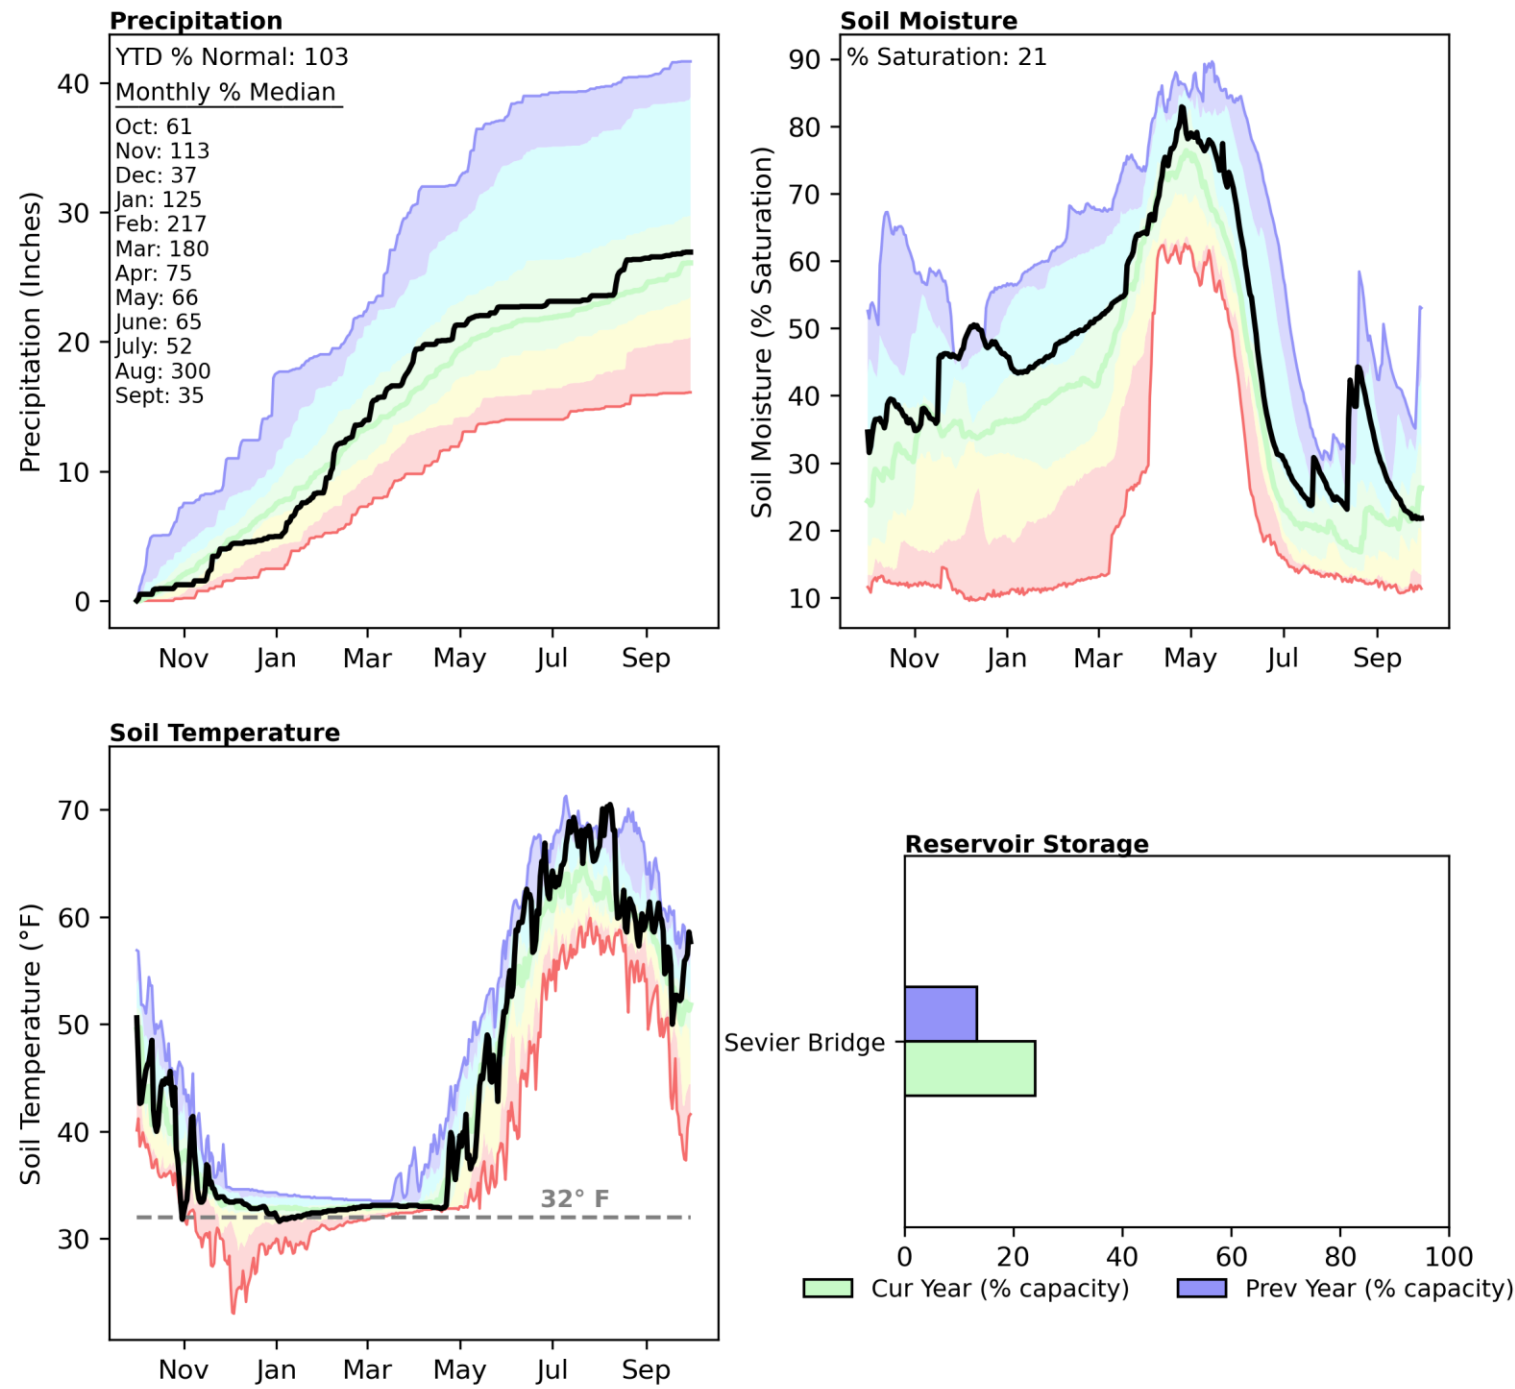 Precipitation
YTD % Normal: 103
Monthly % Median
Oct: 61
Nov: 113
Dec: 37
Jan: 125
Feb: 217
Mar: 180
Apr: 75
May: 66
June: 65
July: 52
Aug: 300
Sept: 35
Precipitation (Inches)
40
30
20
10
0
Nov Jan Mar May Jul Sep
Soil Moisture
% Saturation: 21
Soil Moisture (% Saturation)
90
80
70
60
50
40
30
20
10
Nov Jan Mar May Jul Sep
Soil Temperature
Soil Temperature (°F)
70
60
50
40
30
32° F
Nov Jan Mar May Jul Sep
Reservoir Storage
Sevier Bridge
0 20 40 60 80 100
Cur Year (% capacity) Prev Year (% capacity)